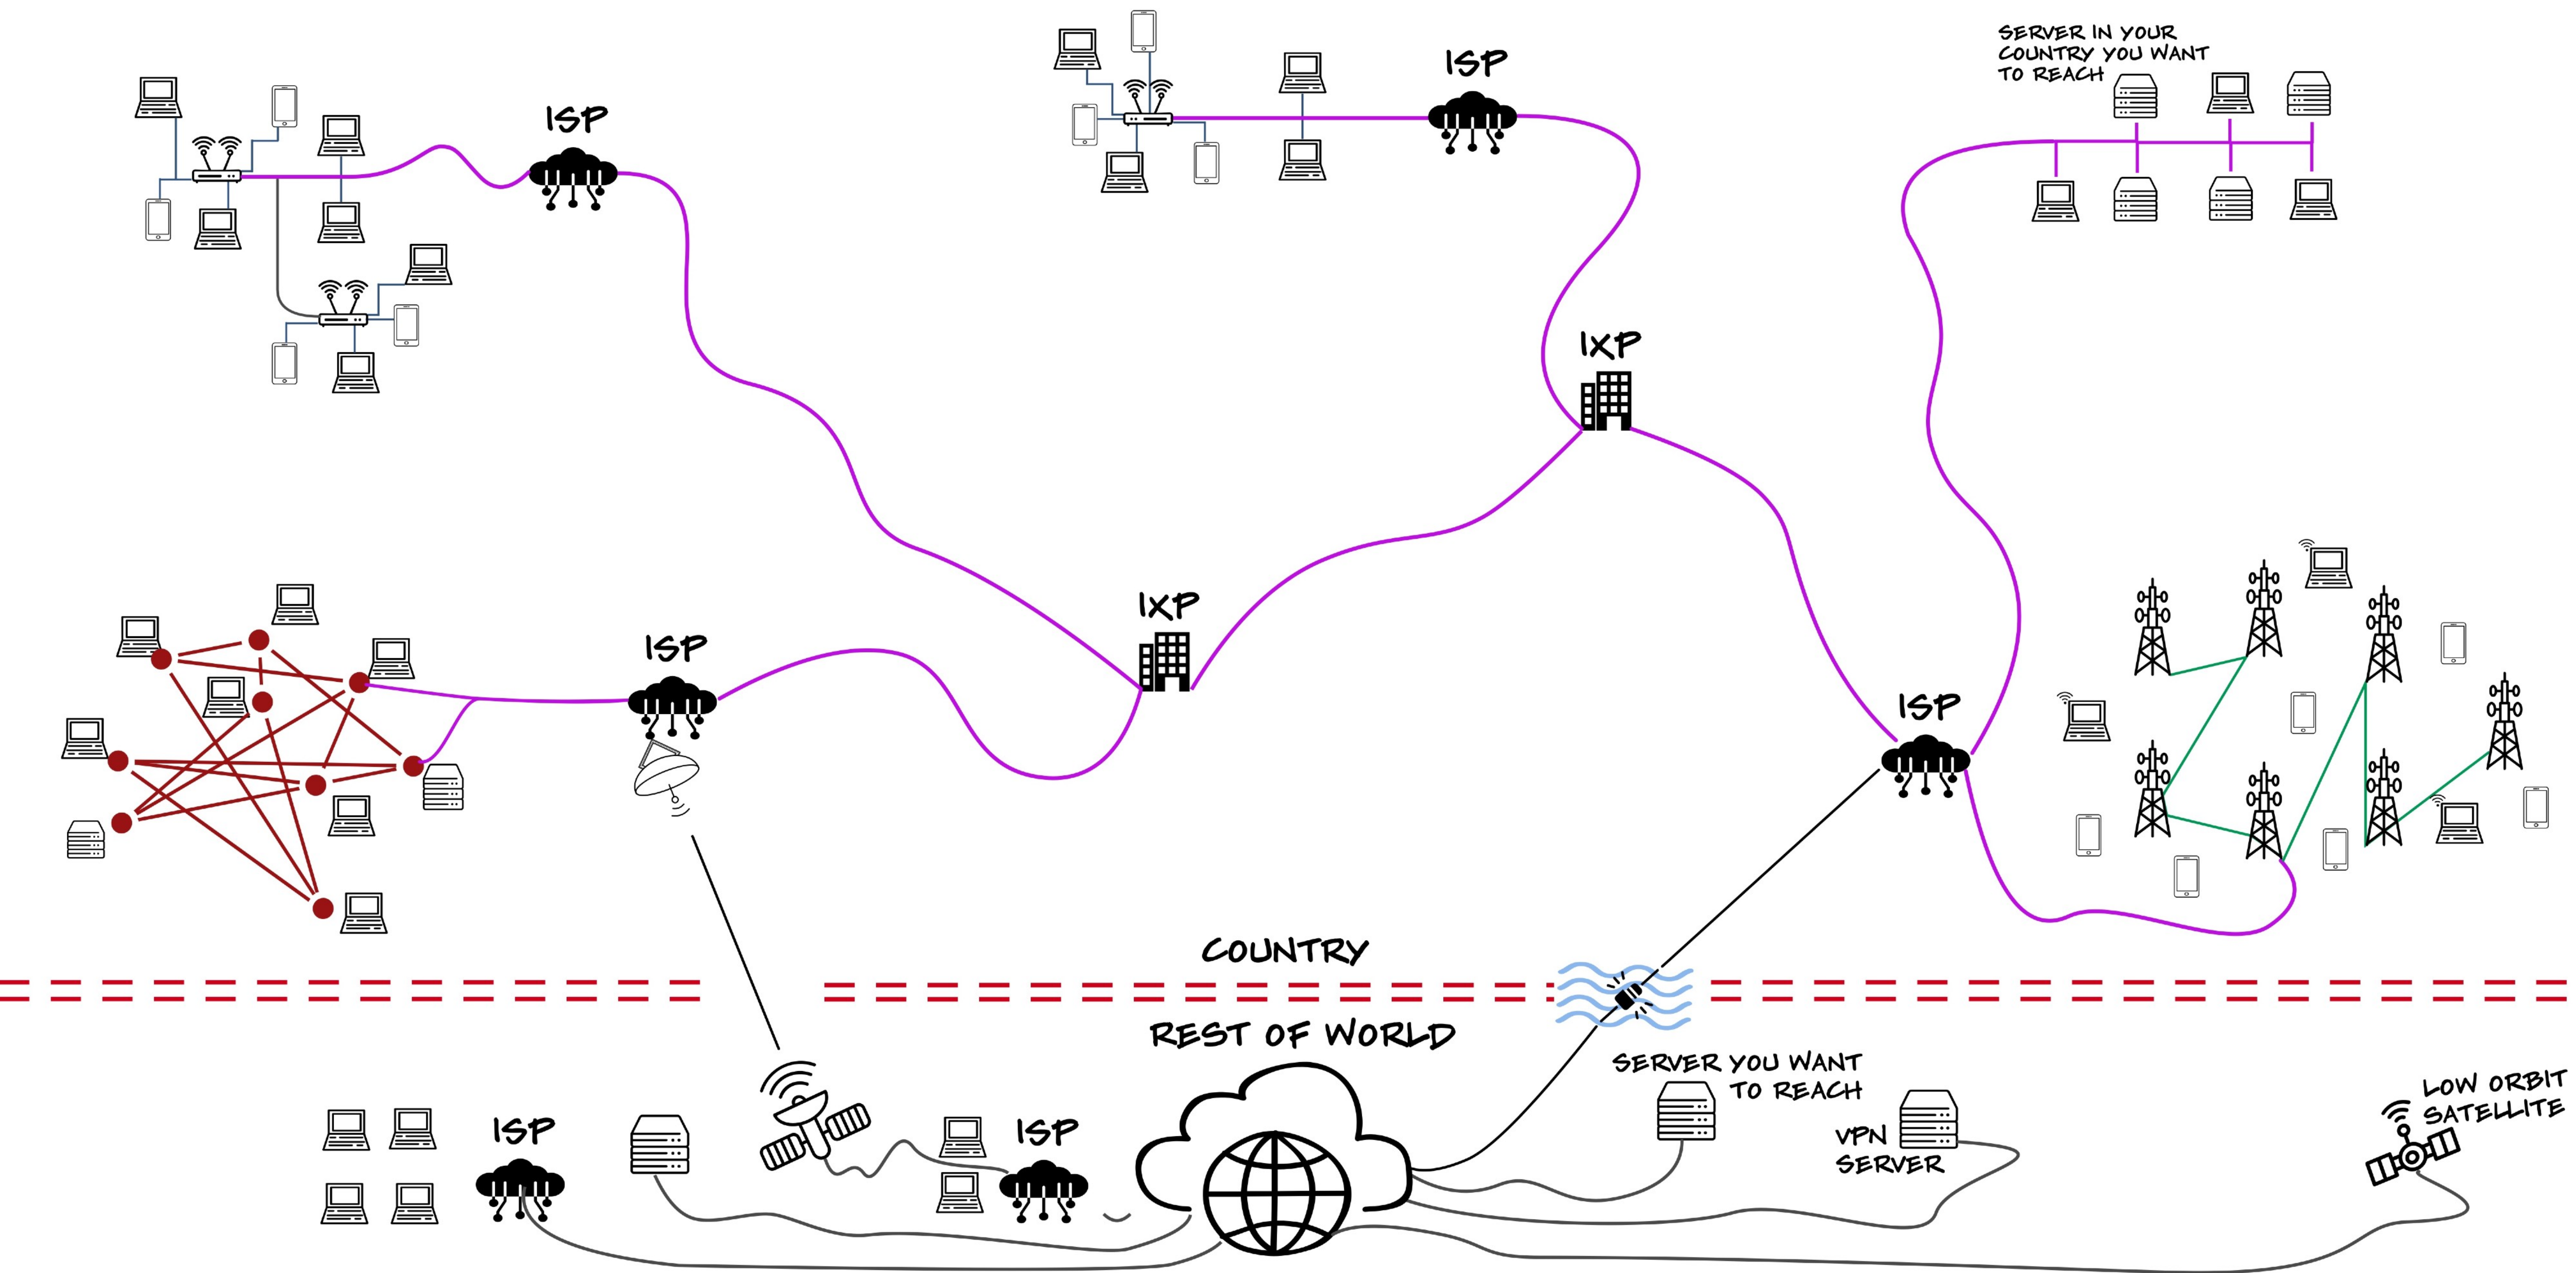 ISP
ISP
SERVER IN YOUR
COUNTRY YOU WANT
TO REACH
IXP
IXP
ISP
ISP
COUNTRY
REST OF WORLD
SERVER YOU WANT
TO REACH
LOW ORBIT
SATELLITE
ISP
ISP
VPN
SERVER